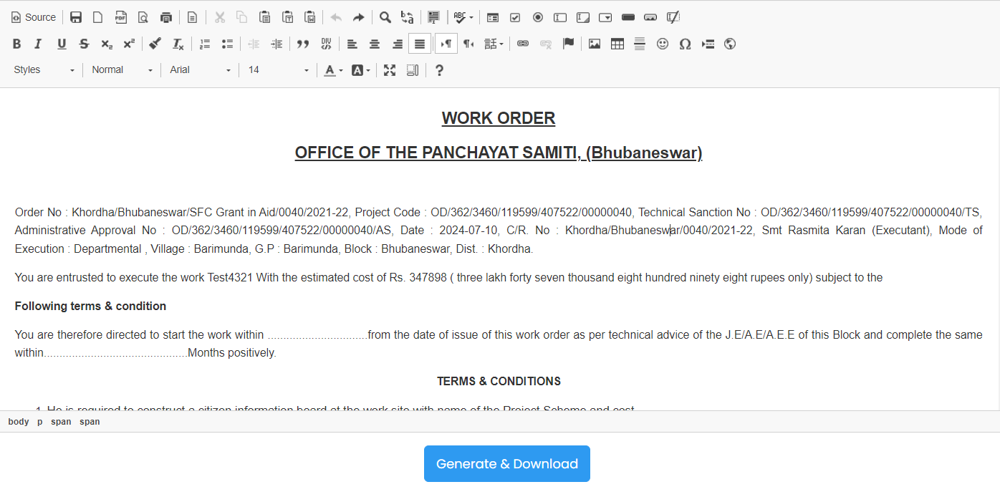 Source
Styles Normal Arial 14
WORK ORDER
OFFICE OF THE PANCHAYAT SAMITI, (Bhubaneswar)
Order No : Khordha/Bhubaneswar/SFC Grant in Aid/0040/2021-22, Project Code : OD/362/3460/119599/407522/00000040, Technical Sanction No : OD/362/3460/119599/407522/00000040/TS,
Administrative Approval No : OD/362/3460/119599/407522/00000040/AS, Date : 2024-07-10, C/R. No : Khordha/Bhubaneswar/0040/2021-22, Smt Rasmita Karan (Executant), Mode of
Execution : Departmental , Village : Barimunda, G.P : Barimunda, Block : Bhubaneswar, Dist. : Khordha.
You are entrusted to execute the work Test4321 With the estimated cost of Rs. 347898 ( three lakh forty seven thousand eight hundred ninety eight rupees only) subject to the
Following terms & condition
You are therefore directed to start the work within ................................from the date of issue of this work order as per technical advice of the J.E/A.E/A.E.E of this Block and complete the same
within..............................................Months positively.
TERMS & CONDITIONS
1. He is required to construct a citizen information board at the work site with name of the Project Scheme and cost
body p span span
Generate & Download